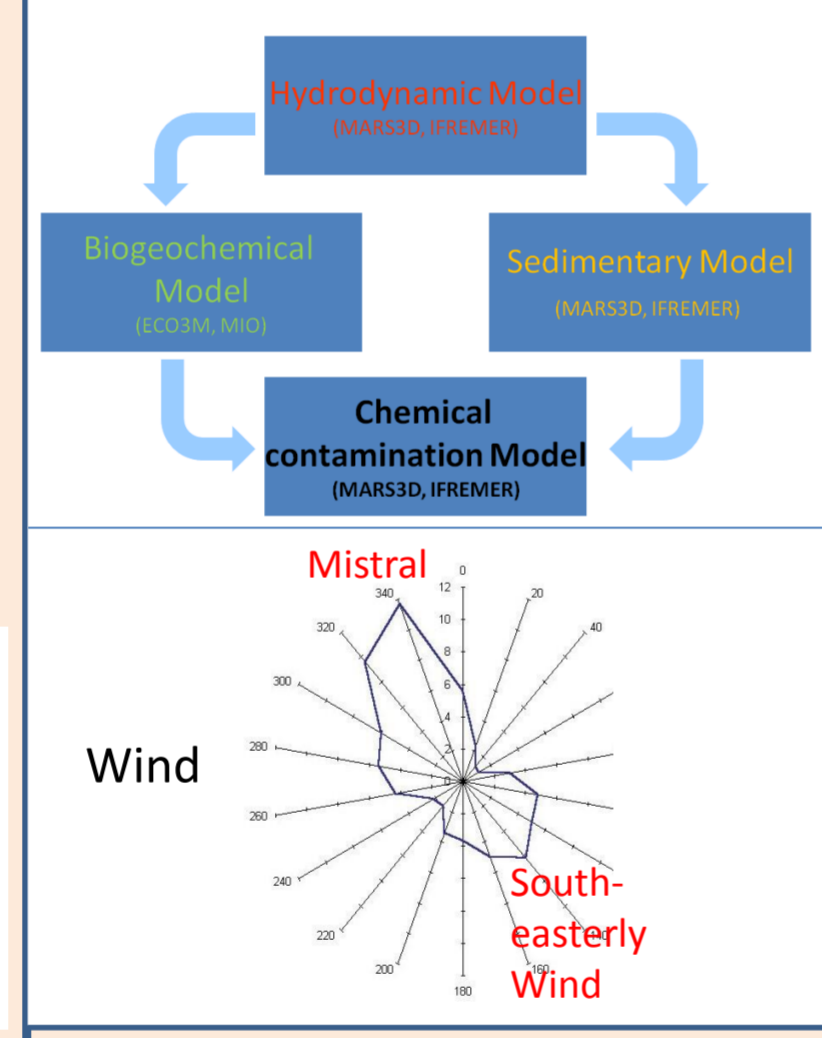 Hydrodynamic Model
(MARS3D, IFREMER)
Biogeochemical
Model
(ECO3M, MIO)
Sedimentary Model
(MARS3D, IFREMER)
Chemical
contamination Model
(MARS3D, IFREMER)
Mistral
Wind
0
20
40
160
180
200
220
240
260
280
300
320
340
12
10
8
6
4
2
0
South-
easterly
Wind